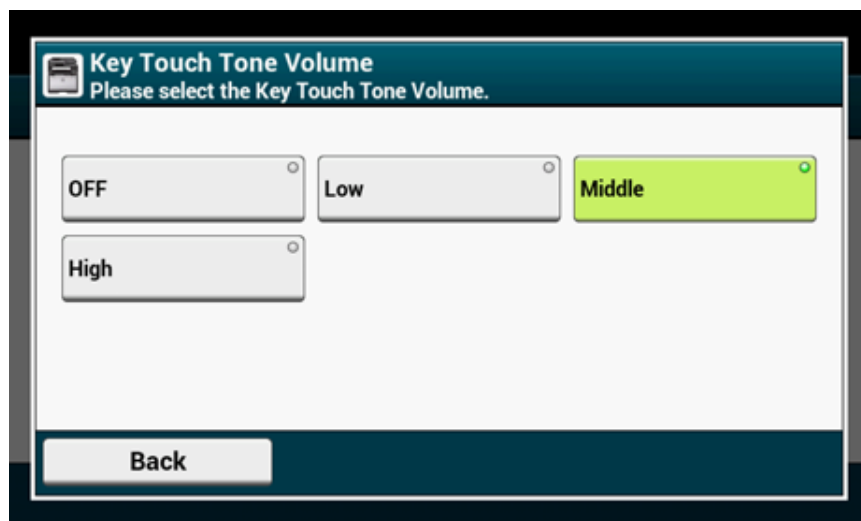 Key Touch Tone Volume
Please select the Key Touch Tone Volume.
OFF
Low
Middle
High
Back